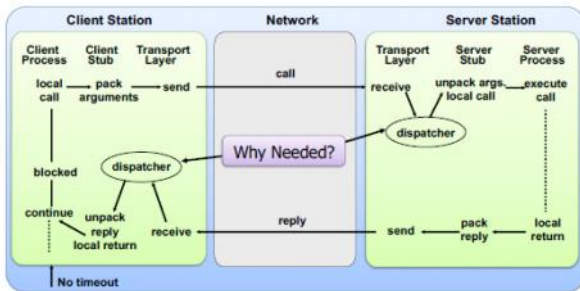 Client Station
Network
Server Station
Client
Process
Client
Stub
Transport
Layer
Transport
Layer
Server
Stub
Server
Process
local
call
pack
arguments
send
call
receive
unpack args.
local call
execute
call
dispatcher
Why Needed?
dispatcher
blocked
continue
unpack
reply
local return
receive
reply
send
pack
reply
local
return
No timeout